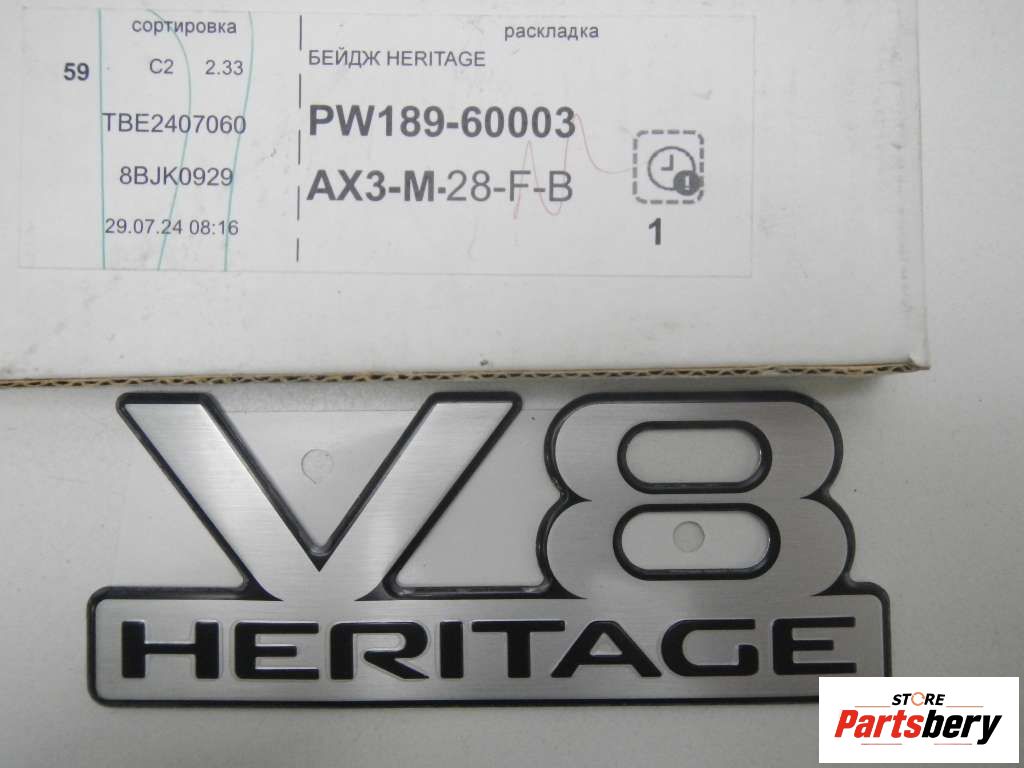 сортировка
раскладка
59
C2 2.33
БЕЙДЖ HERITAGE
TBE2407060
PW189-60003
8BJK0929
AX3-M-28-F-B
29.07.24 08:16
1
V8
HERITAGE
STORE
Partsbery